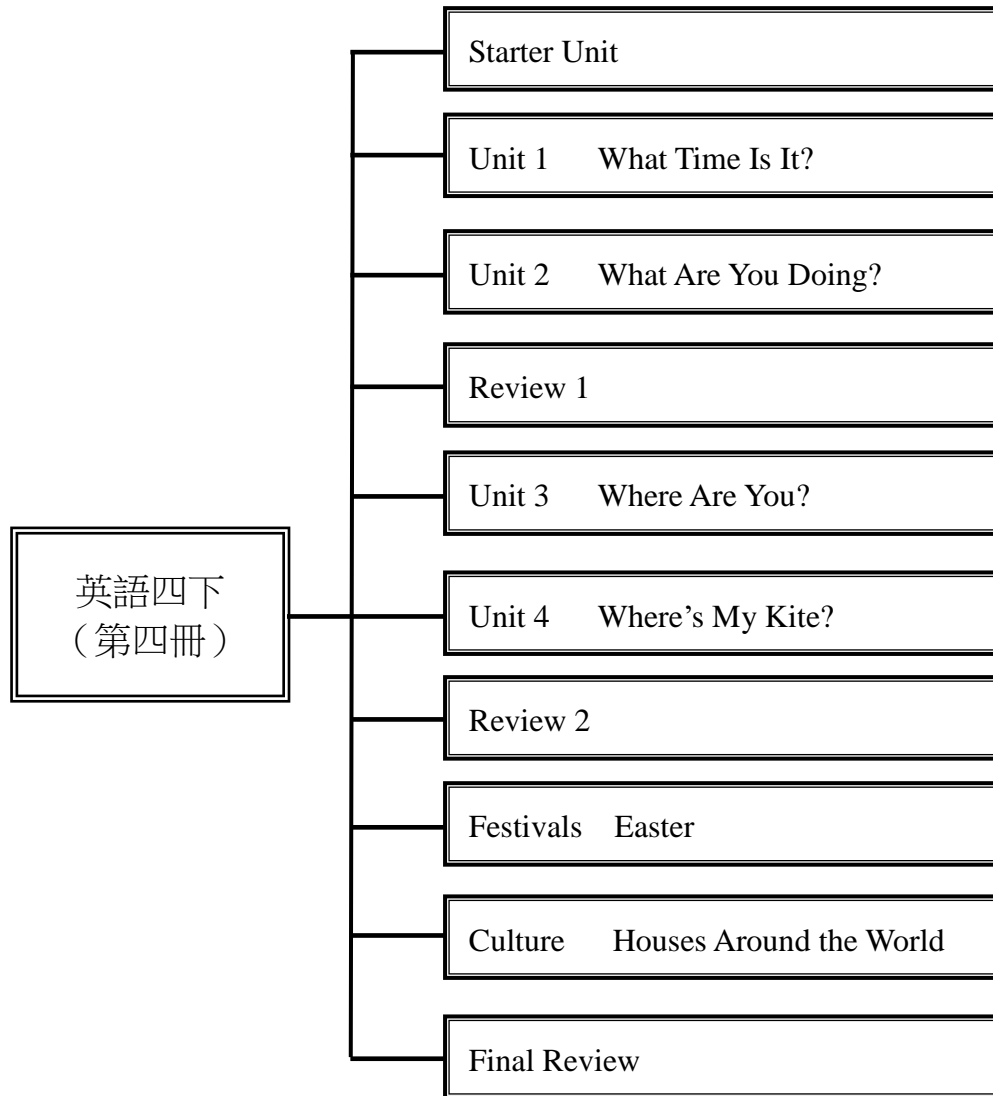 Starter Unit
Unit 1 What Time Is It?
Unit 2 What Are You Doing?
Review 1
Unit 3 Where Are You?
英語四下
（第四冊）
Unit 4 Where’s My Kite?
Review 2
Festivals Easter
Culture Houses Around the World
Final Review